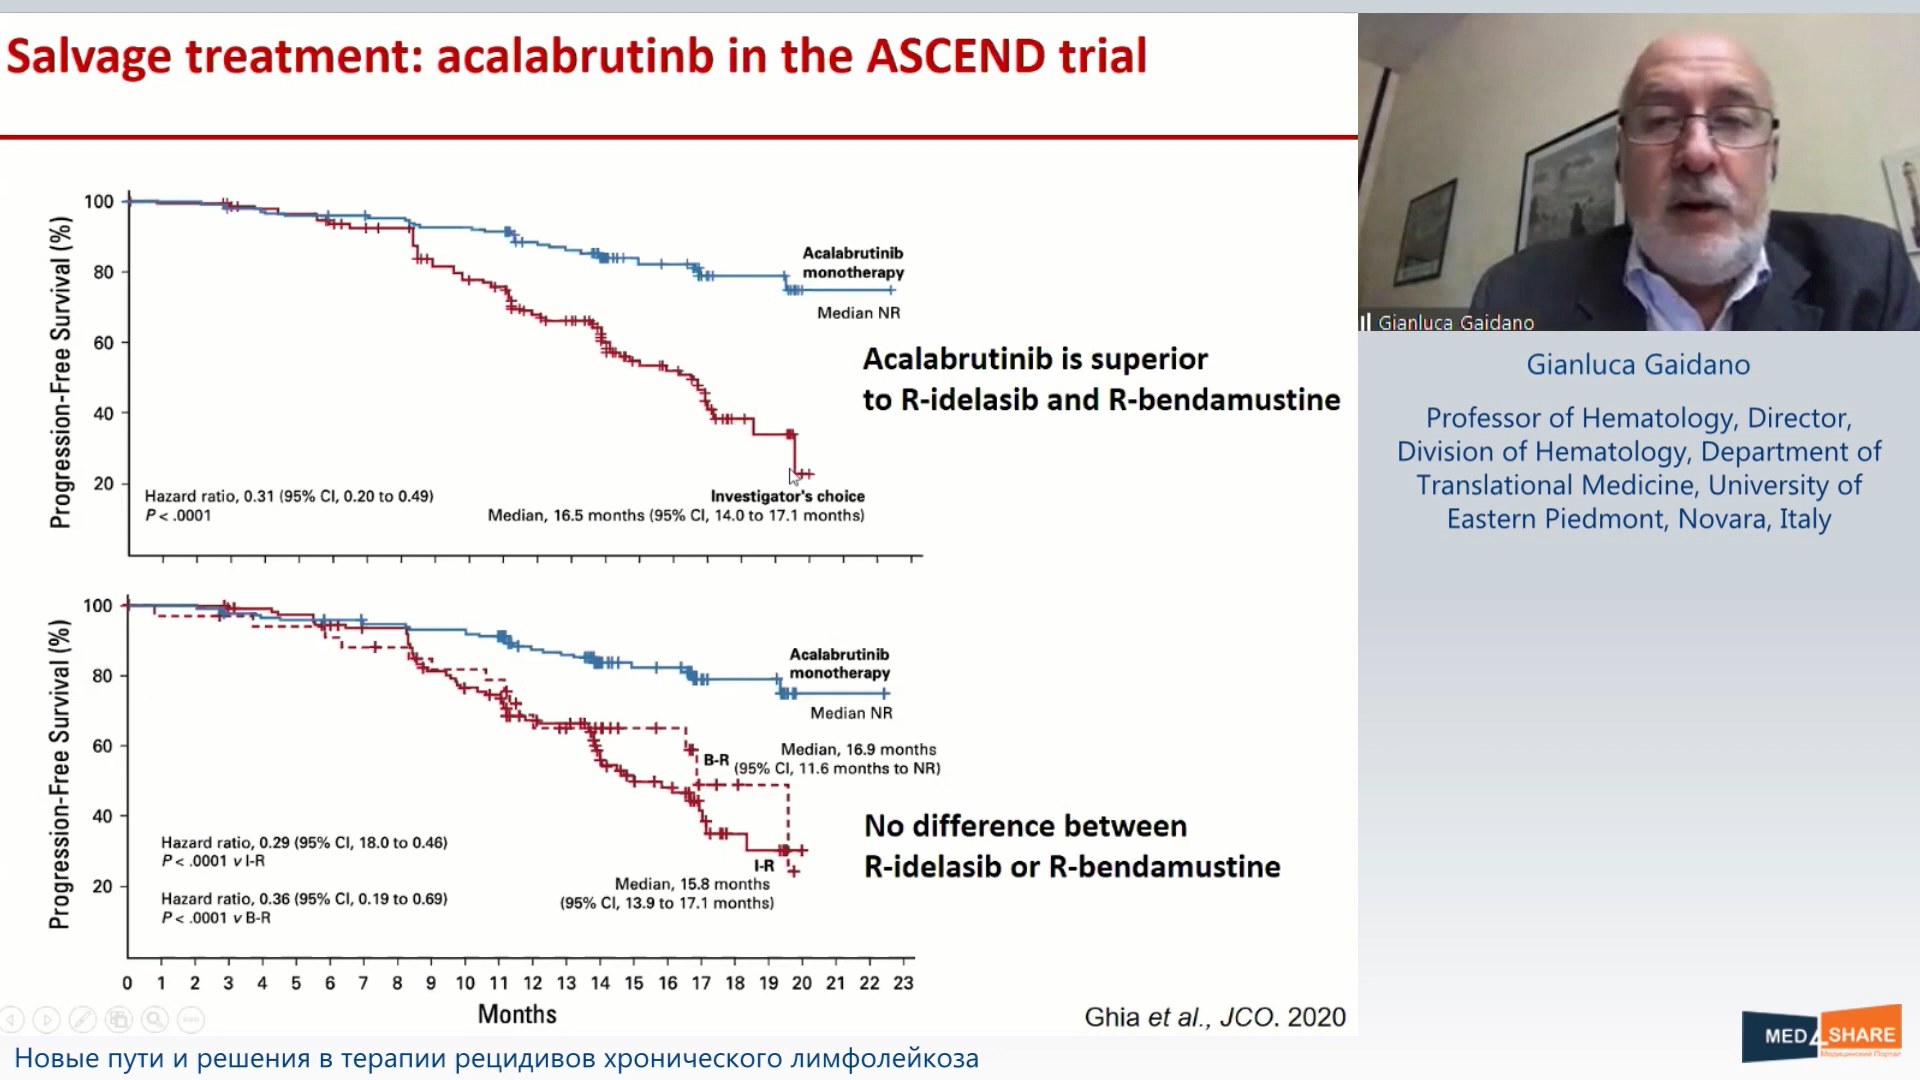 Salvage treatment: acalabrutinb in the ASCEND trial
Progression-Free Survival (%)
100
80
60
40
20
Acalabrutinib
monotherapy
Median NR
Hazard ratio, 0.31 (95% CI, 0.20 to 0.49)
P < .0001
Investigator's choice
Median, 16.5 months (95% CI, 14.0 to 17.1 months)
Acalabrutinib is superior
to R-idelasib and R-bendamustine
Progression-Free Survival (%)
100
80
60
40
20
Acalabrutinib
monotherapy
Median NR
Median, 16.9 months
B-R (95% CI, 11.6 months to NR)
Hazard ratio, 0.29 (95% CI, 18.0 to 0.46)
P < .0001 v I-R
Hazard ratio, 0.36 (95% CI, 0.19 to 0.69)
P < .0001 v B-R
I-R
Median, 15.8 months
(95% CI, 13.9 to 17.1 months)
No difference between
R-idelasib or R-bendamustine
0 1 2 3 4 5 6 7 8 9 10 11 12 13 14 15 16 17 18 19 20 21 22 23
Months
Ghia et al., JCO. 2020
Gianluca Gaidano
Gianluca Gaidano
Professor of Hematology, Director,
Division of Hematology, Department of
Translational Medicine, University of
Eastern Piedmont, Novara, Italy
MED4SHARE
Медицинский Портал
Новые пути и решения в терапии рецидивов хронического лимфолейкоза